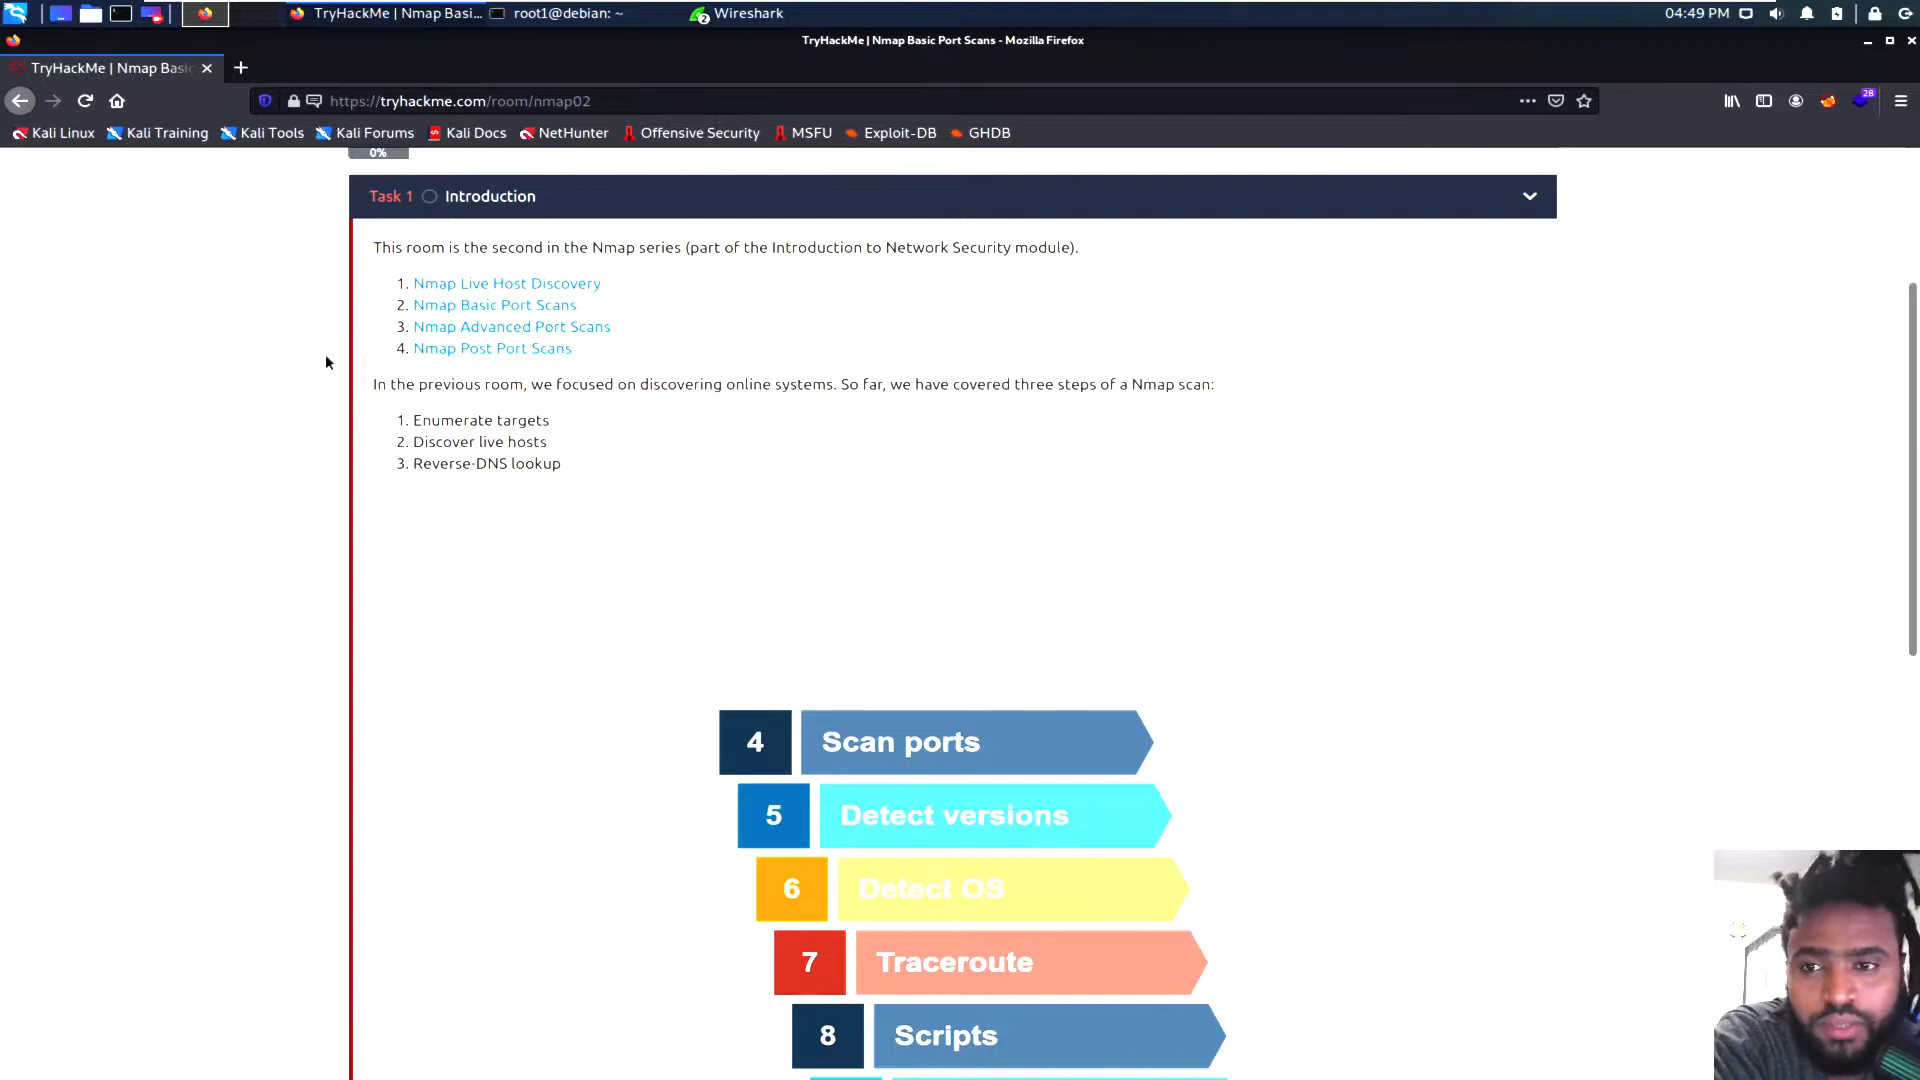 TryHackMe | Nmap Basi... root1@debian: ~ 2 Wireshark 04:49 PM
TryHackMe | Nmap Basic Port Scans - Mozilla Firefox
TryHackMe | Nmap Basic
https://tryhackme.com/room/nmap02 28
Kali Linux Kali Training Kali Tools Kali Forums Kali Docs NetHunter Offensive Security MSFU Exploit-DB GHDB
0%
Task 1 Introduction
This room is the second in the Nmap series (part of the Introduction to Network Security module).
1. Nmap Live Host Discovery
2. Nmap Basic Port Scans
3. Nmap Advanced Port Scans
4. Nmap Post Port Scans
In the previous room, we focused on discovering online systems. So far, we have covered three steps of a Nmap scan:
1. Enumerate targets
2. Discover live hosts
3. Reverse-DNS lookup
4 Scan ports
5 Detect versions
6 Detect OS
7 Traceroute
8 Scripts